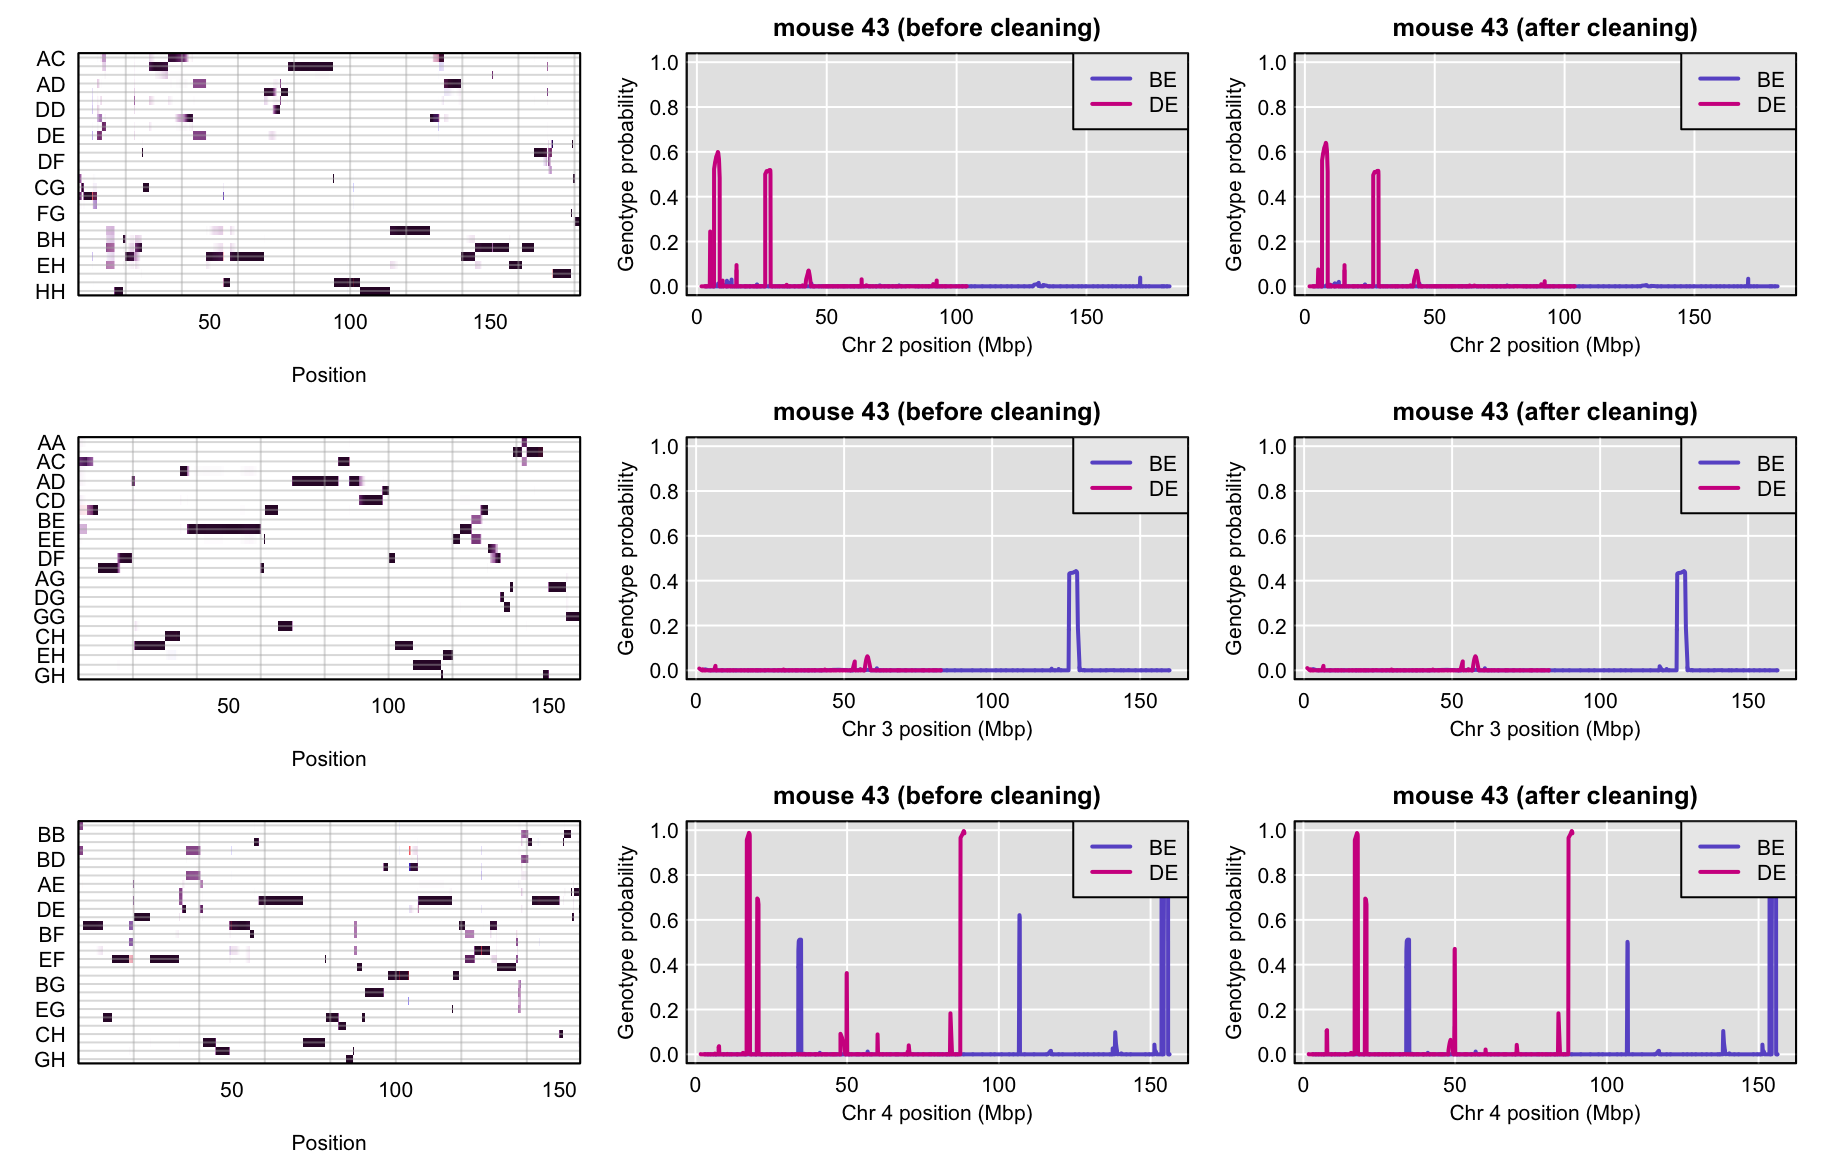 AC
AD
DD
DE
DF
CG
FG
BH
EH
HH
50
100
150
Position
mouse 43 (before cleaning)
Genotype probability
1.0
0.8
0.6
0.4
0.2
0.0
BE
DE
0
50
100
150
Chr 2 position (Mbp)
mouse 43 (after cleaning)
Genotype probability
1.0
0.8
0.6
0.4
0.2
0.0
BE
DE
0
50
100
150
Chr 2 position (Mbp)
AA
AC
AD
CD
BE
EE
DF
AG
DG
GG
CH
EH
GH
50
100
150
Position
mouse 43 (before cleaning)
Genotype probability
1.0
0.8
0.6
0.4
0.2
0.0
BE
DE
0
50
100
150
Chr 3 position (Mbp)
mouse 43 (after cleaning)
Genotype probability
1.0
0.8
0.6
0.4
0.2
0.0
BE
DE
0
50
100
150
Chr 3 position (Mbp)
BB
BD
AE
DE
BF
EF
BG
EG
CH
GH
50
100
150
Position
mouse 43 (before cleaning)
Genotype probability
1.0
0.8
0.6
0.4
0.2
0.0
BE
DE
0
50
100
150
Chr 4 position (Mbp)
mouse 43 (after cleaning)
Genotype probability
1.0
0.8
0.6
0.4
0.2
0.0
BE
DE
0
50
100
150
Chr 4 position (Mbp)